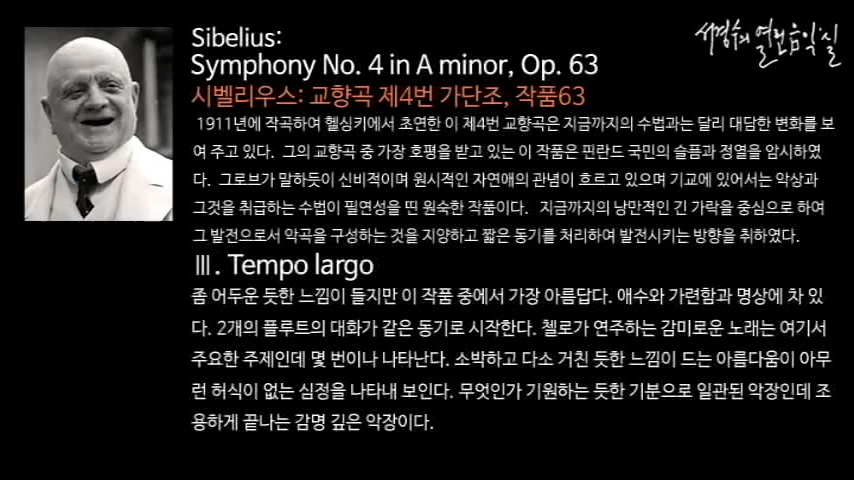 서경수의 열린음악실
Sibelius:
Symphony No. 4 in A minor, Op. 63
시벨리우스: 교향곡 제4번 가단조, 작품63
1911년에 작곡하여 헬싱키에서 초연한 이 제4번 교향곡은 지금까지의 수법과는 달리 대담한 변화를 보
여 주고 있다. 그의 교향곡 중 가장 호평을 받고 있는 이 작품은 핀란드 국민의 슬픔과 정열을 암시하였
다. 그로브가 말하듯이 신비적이며 원시적인 자연애의 관념이 흐르고 있으며 기교에 있어서는 악상과
그것을 취급하는 수법이 필연성을 띤 원숙한 작품이다. 지금까지의 낭만적인 긴 가락을 중심으로 하여
그 발전으로서 악곡을 구성하는 것을 지양하고 짧은 동기를 처리하여 발전시키는 방향을 취하였다.
Ⅲ. Tempo largo
좀 어두운 듯한 느낌이 들지만 이 작품 중에서 가장 아름답다. 애수와 가련함과 명상에 차 있
다. 2개의 플루트의 대화가 같은 동기로 시작한다. 첼로가 연주하는 감미로운 노래는 여기서
주요한 주제인데 몇 번이나 나타난다. 소박하고 다소 거친 듯한 느낌이 드는 아름다움이 아무
런 허식이 없는 심정을 나타내 보인다. 무엇인가 기원하는 듯한 기분으로 일관된 악장인데 조
용하게 끝나는 감명 깊은 악장이다.